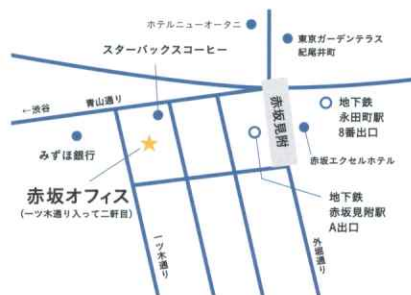 ホテルニューオータニ
東京ガーデンテラス
紀尾井町
スターバックスコーヒー
←渋谷
青山通り
赤坂見附
地下鉄
永田町駅
8番出口
みずほ銀行
赤坂エクセルホテル
赤坂オフィス
(一ツ木通り入って二軒目)
地下鉄
赤坂見附駅
A出口
一ツ木通り
外堀通り